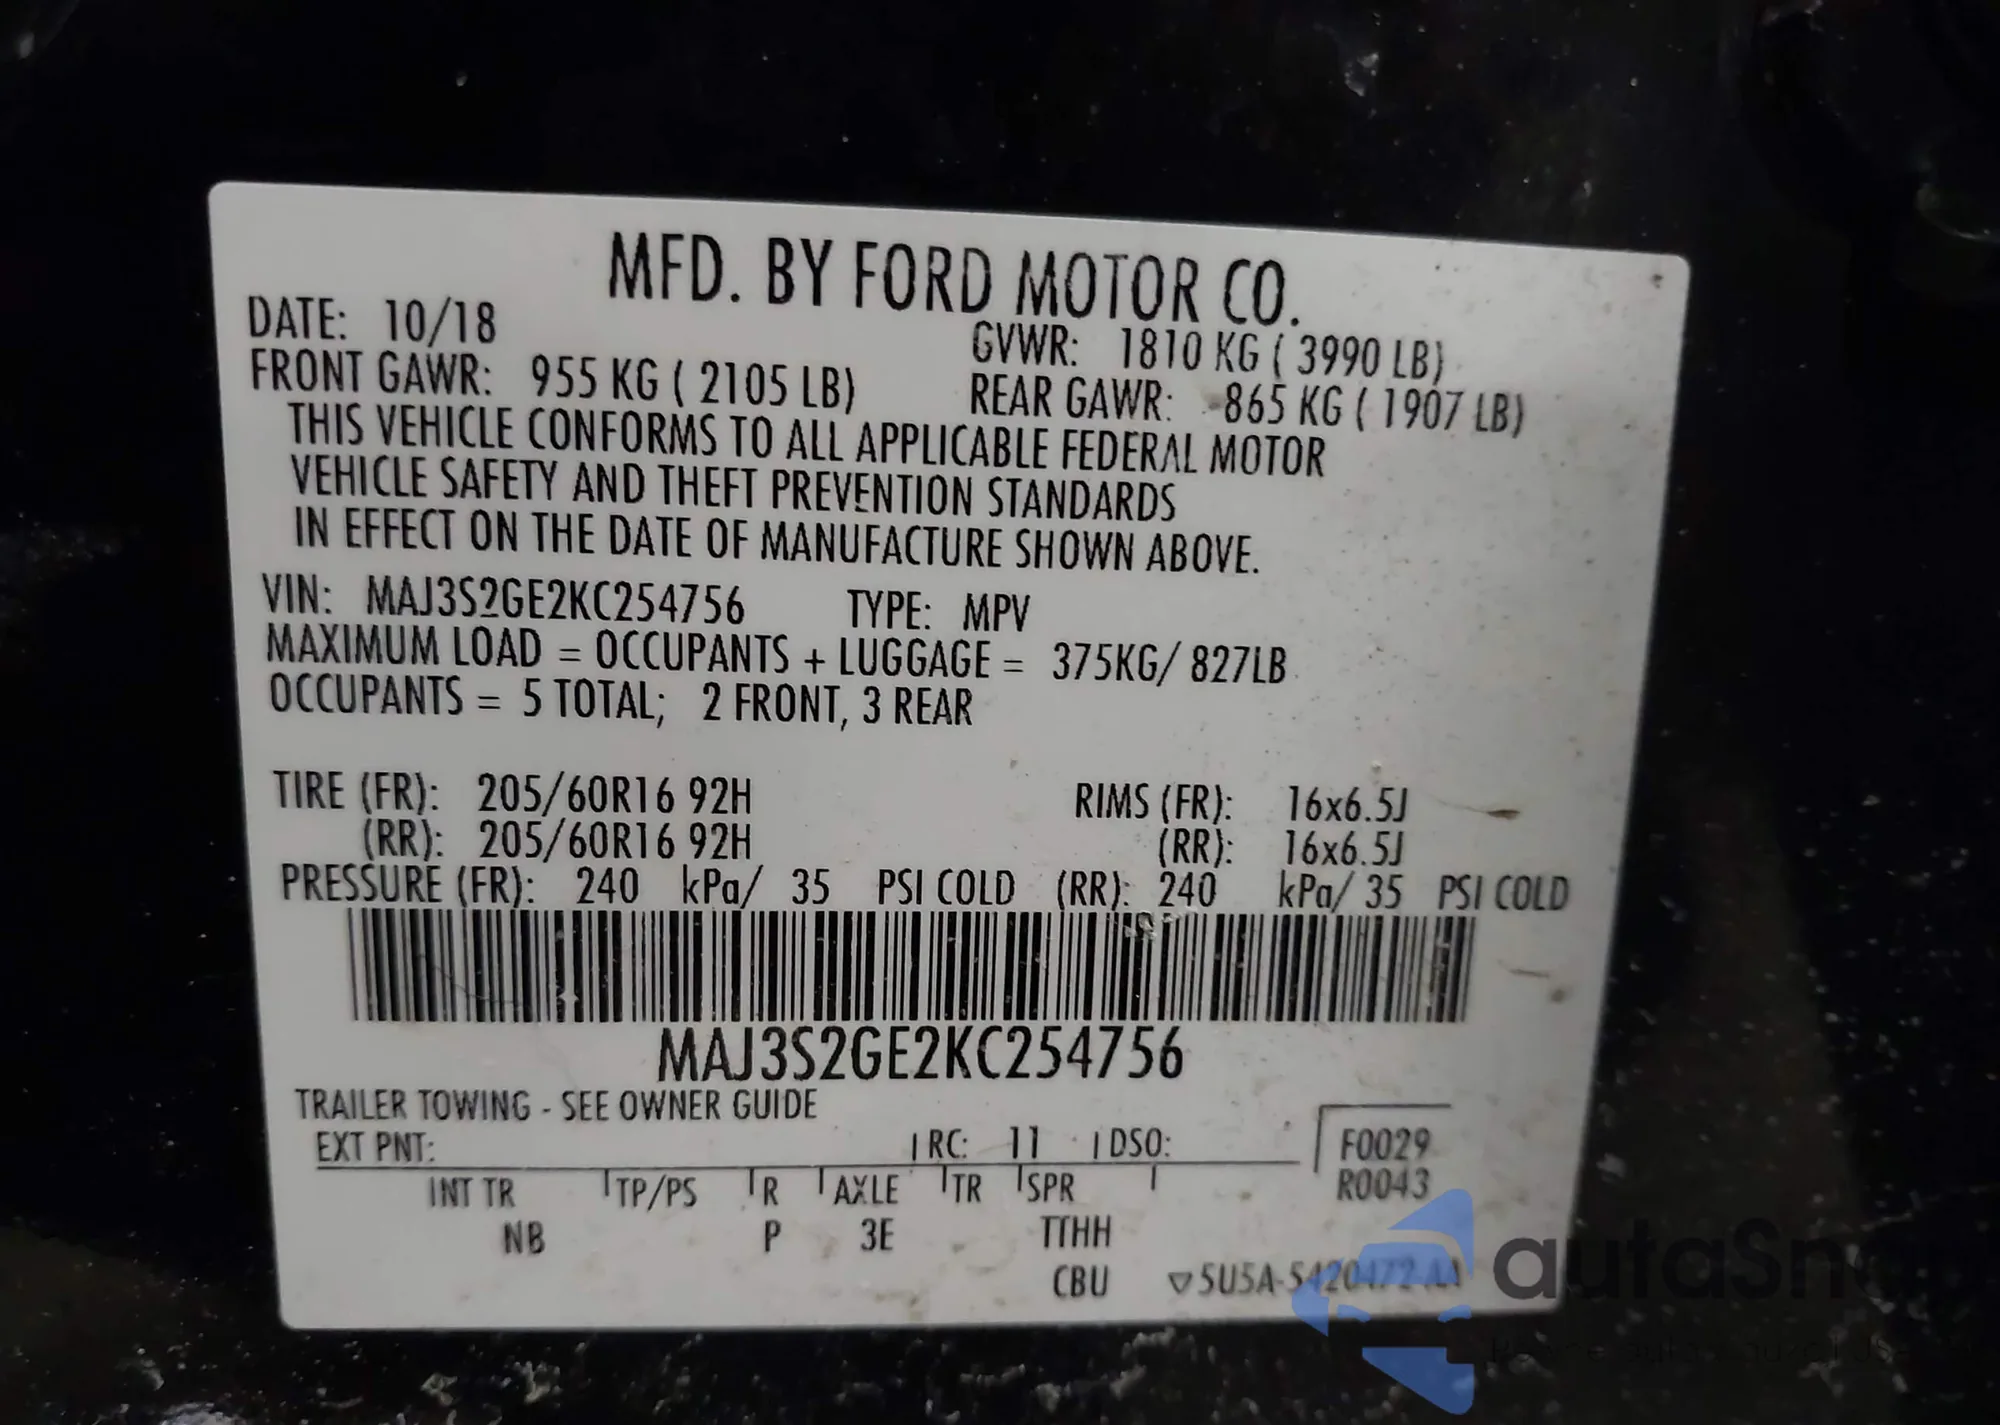 MFD. BY FORD MOTOR CO.
DATE: 10/18
GVWR: 1810 KG ( 3990 LB)
FRONT GAWR: 955 KG ( 2105 LB)
REAR GAWR: 865 KG ( 1907 LB)
THIS VEHICLE CONFORMS TO ALL APPLICABLE FEDERAL MOTOR
VEHICLE SAFETY AND THEFT PREVENTION STANDARDS
IN EFFECT ON THE DATE OF MANUFACTURE SHOWN ABOVE.
VIN: MAJ3S2GE2KC254756 TYPE: MPV
MAXIMUM LOAD = OCCUPANTS + LUGGAGE = 375KG/ 827LB
OCCUPANTS = 5 TOTAL; 2 FRONT, 3 REAR
TIRE (FR): 205/60R16 92H RIMS (FR): 16x6.5J
(RR): 205/60R16 92H (RR): 16x6.5J
PRESSURE (FR): 240 kPa/ 35 PSI COLD (RR): 240 kPa/ 35 PSI COLD
MAJ3S2GE2KC254756
TRAILER TOWING - SEE OWNER GUIDE
EXT PNT: RC: 11 DSO: F0029
R0043
INT TR TP/PS R AXLE TR SPR
NB P 3E TTHH
CBU 5U5A-5420472-AA
autaSn